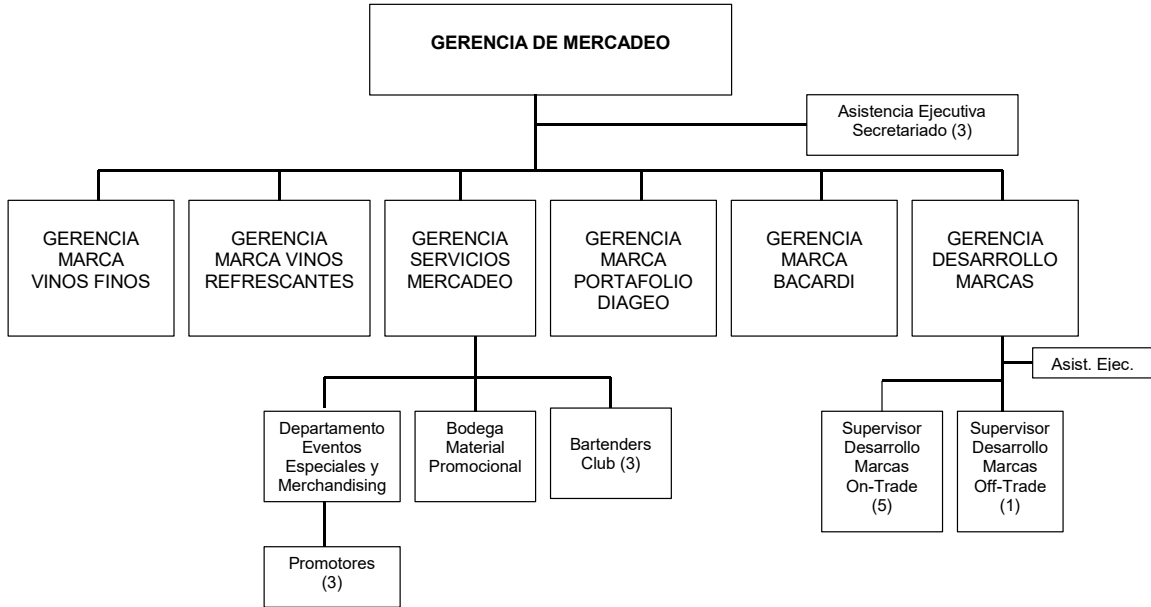 GERENCIA DE MERCADEO
Asistencia Ejecutiva
Secretariado (3)
GERENCIA
MARCA
VINOS FINOS
GERENCIA
MARCA VINOS
REFRESCANTES
GERENCIA
SERVICIOS
MERCADEO
GERENCIA
MARCA
PORTAFOLIO
DIAGEO
GERENCIA
MARCA
BACARDI
GERENCIA
DESARROLLO
MARCAS
Asist. Ejec.
Departamento
Eventos
Especiales y
Merchandising
Bodega
Material
Promocional
Bartenders
Club (3)
Supervisor
Desarrollo
Marcas
On-Trade
(5)
Supervisor
Desarrollo
Marcas
Off-Trade
(1)
Promotores
(3)